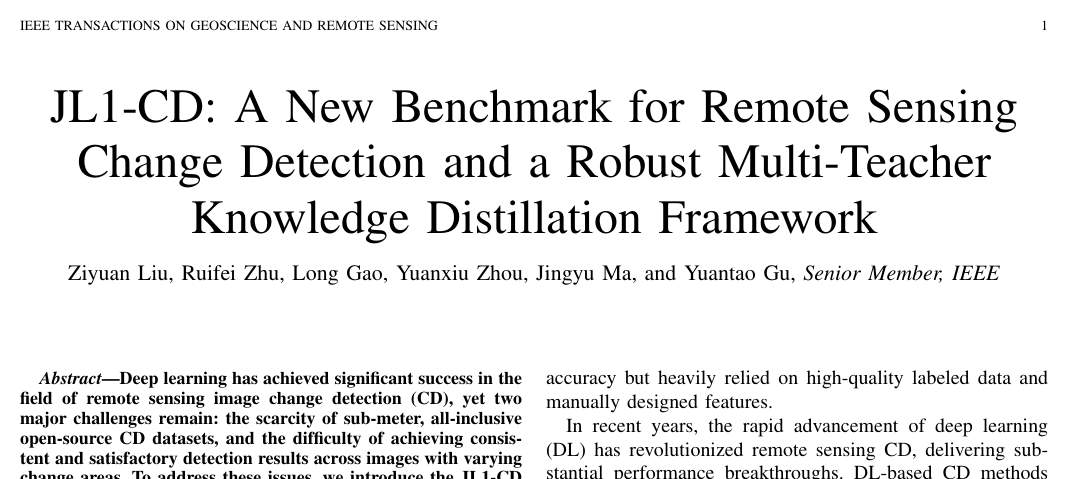 IEEE TRANSACTIONS ON GEOSCIENCE AND REMOTE SENSING 1
JL1-CD: A New Benchmark for Remote Sensing
Change Detection and a Robust Multi-Teacher
Knowledge Distillation Framework
Ziyuan Liu, Ruifei Zhu, Long Gao, Yuanxiu Zhou, Jingyu Ma, and Yuantao Gu, Senior Member, IEEE
Abstract—Deep learning has achieved significant success in the
field of remote sensing image change detection (CD), yet two
major challenges remain: the scarcity of sub-meter, all-inclusive
open-source CD datasets, and the difficulty of achieving consis-
tent and satisfactory detection results across images with varying
change areas. To address these issues, we introduce the JL1-CD
accuracy but heavily relied on high-quality labeled data and
manually designed features.
In recent years, the rapid advancement of deep learning
(DL) has revolutionized remote sensing CD, delivering sub-
stantial performance breakthroughs. DL-based CD methods